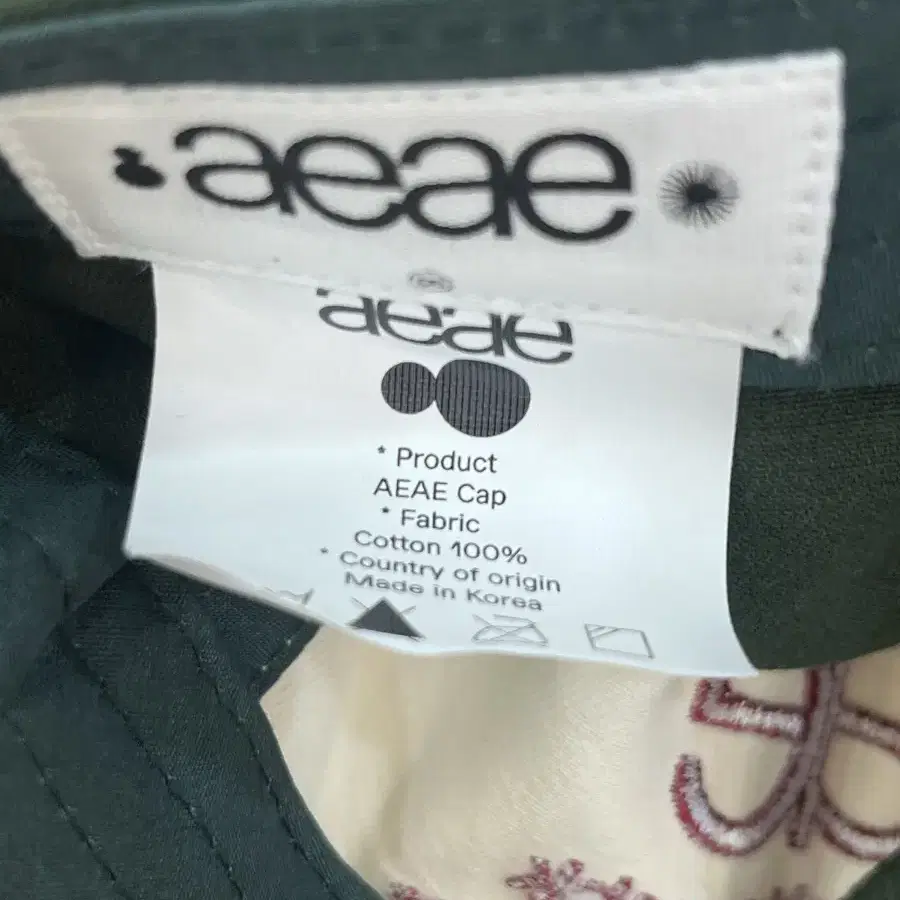 aeae
aeae
* Product
AEAE Cap
* Fabric
Cotton 100%
* Country of origin
Made in Korea